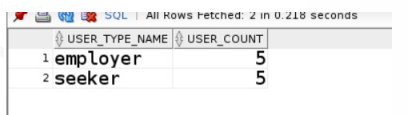 SQL | All Rows Fetched: 2 in 0.218 seconds
USER_TYPE_NAME USER_COUNT
1 employer 5
2 seeker 5